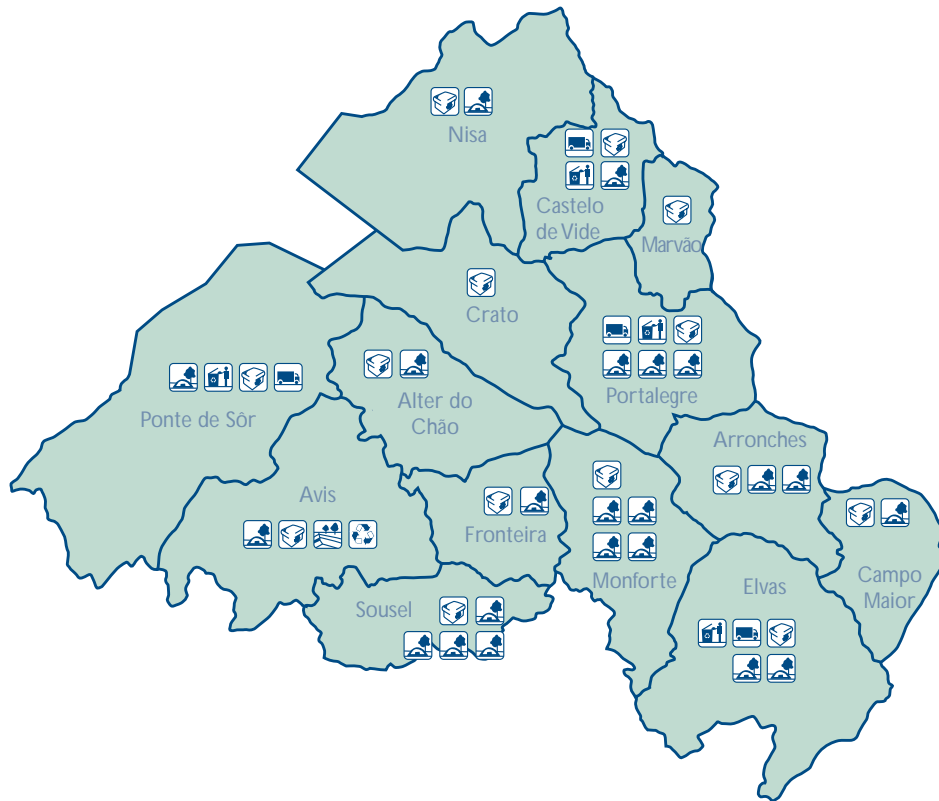 Nisa
Castelo
de Vide
Marvão
Crato
Portalegre
Ponte de Sôr
Alter do
Chão
Arronches
Avis
Fronteira
Monforte
Elvas
Campo
Maior
Sousel